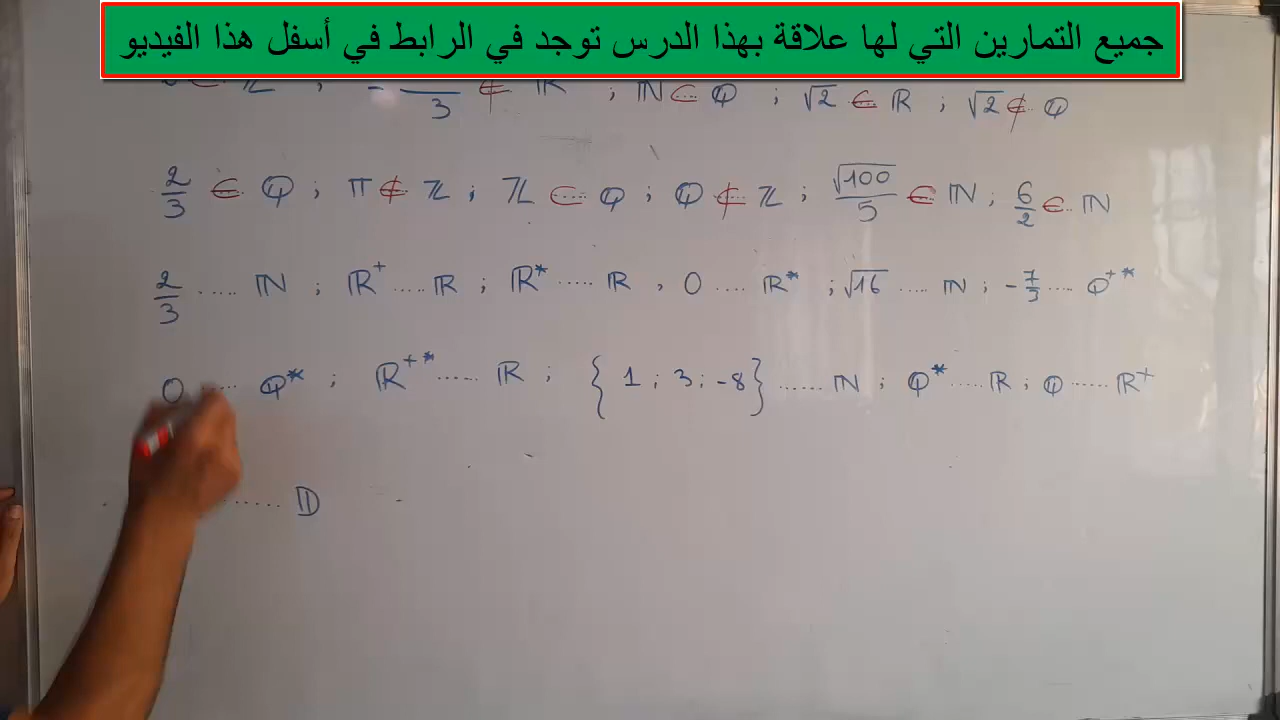 جميع التمارين التي لها علاقة بهذا الدرس توجد في الرابط في أسفل هذا الفيديو
3 ∉ ℝ ; ℕ ⊂ ℚ ; √2 ∈ ℝ ; √2 ∉ ℚ
2/3 ∈ ℚ ; π ∉ ℤ ; ℤ ⊂ ℚ ; ℚ ⊄ ℤ ; √100/5 ∈ ℕ ; 6/2 ∈ ℕ
2/3 ..... ℕ ; ℝ⁺ ..... ℝ ; ℝ* ..... ℝ , 0 .... ℝ* ; √16 ..... ℕ ; -7/3 .... ℚ⁺*
0 ..... ℚ* ; ℝ⁺* ..... ℝ ; { 1 ; 3 ; -8 } ...... ℕ ; ℚ* ..... ℝ ; ℚ ...... ℝ⁺
...... 𝔻